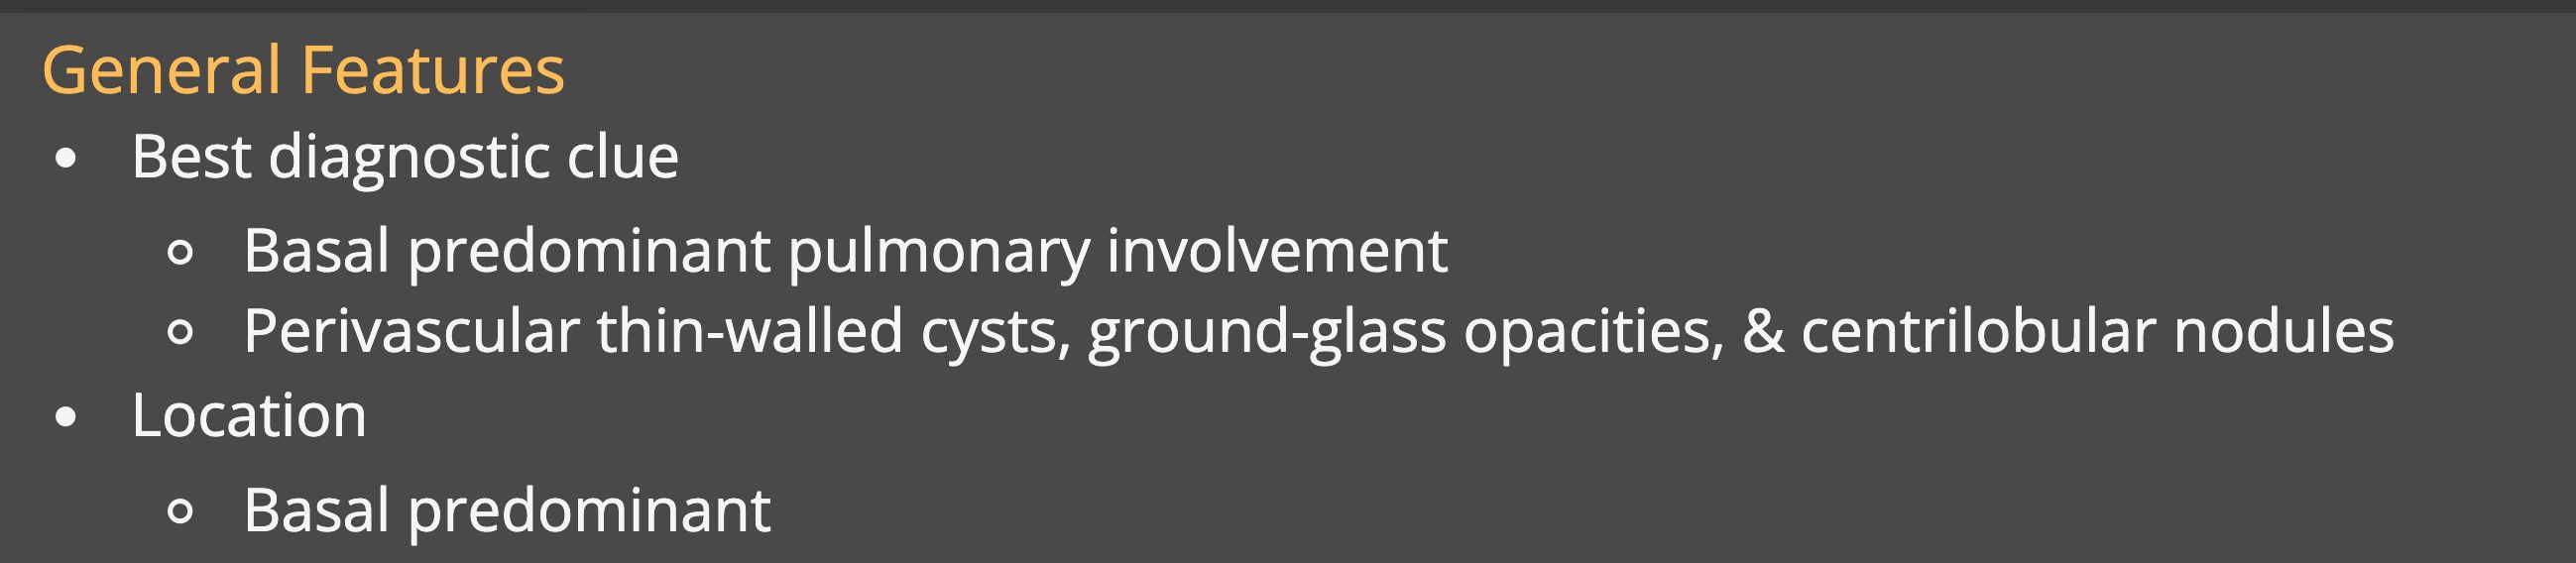 General Features
• Best diagnostic clue
○ Basal predominant pulmonary involvement
○ Perivascular thin-walled cysts, ground-glass opacities, & centrilobular nodules
• Location
○ Basal predominant